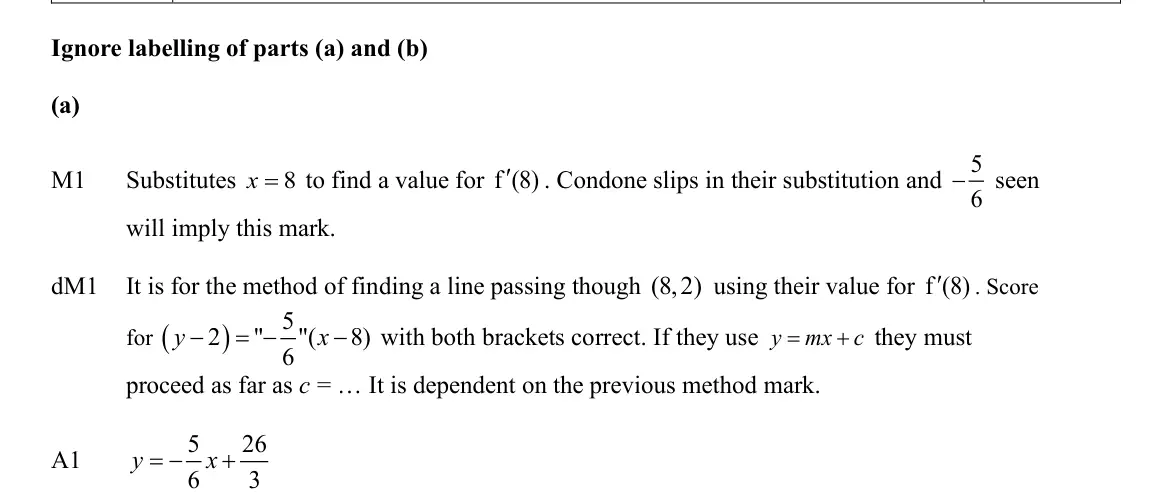 Ignore labelling of parts (a) and (b)
(a)
M1 Substitutes x = 8 to find a value for f′(8). Condone slips in their substitution and −5/6 seen
will imply this mark.
dM1 It is for the method of finding a line passing though (8,2) using their value for f′(8). Score
for (y−2)="−5/6"(x−8) with both brackets correct. If they use y=mx+c they must
proceed as far as c = … It is dependent on the previous method mark.
A1 y=−5/6x+26/3